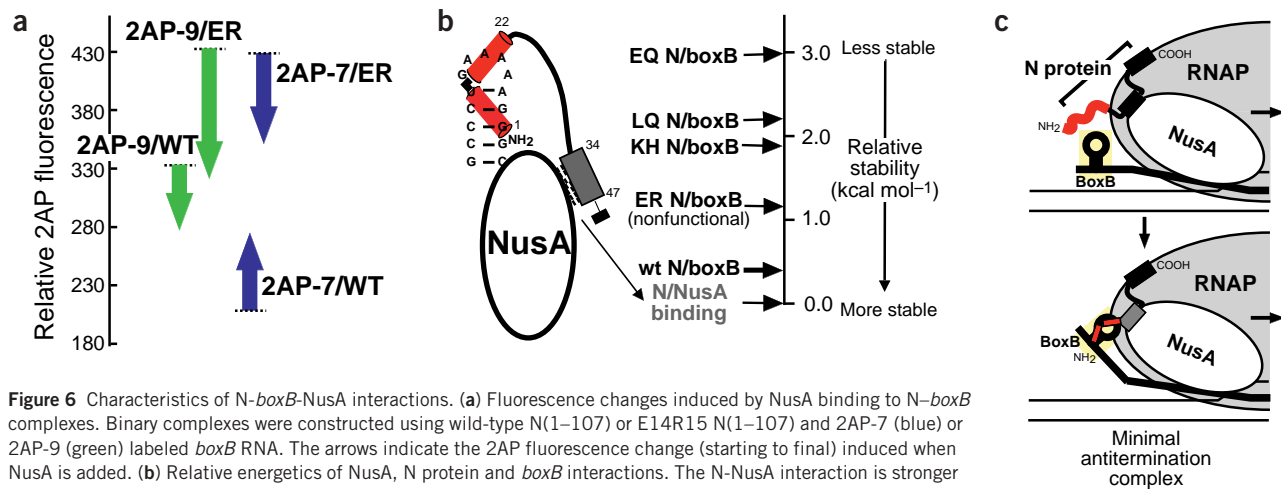 a
Relative 2AP fluorescence
430
380
330
280
230
180
2AP-9/ER
2AP-7/ER
2AP-9/WT
2AP-7/WT
b
22
A
A A
A A
G A
C A
C G
C G
G C
1
NH2
34
47
NusA
EQ N/boxB
LQ N/boxB
KH N/boxB
ER N/boxB
(nonfunctional)
wt N/boxB
N/NusA
binding
3.0
2.0
1.0
0.0
Less stable
Relative
stability
(kcal mol–1)
More stable
c
N protein
COOH
RNAP
NH2
NusA
BoxB
COOH
RNAP
BoxB
NH2
NusA
Minimal
antitermination
complex
Figure 6 Characteristics of N-boxB-NusA interactions. (a) Fluorescence changes induced by NusA binding to N–boxB
complexes. Binary complexes were constructed using wild-type N(1–107) or E14R15 N(1–107) and 2AP-7 (blue) or
2AP-9 (green) labeled boxB RNA. The arrows indicate the 2AP fluorescence change (starting to final) induced when
NusA is added. (b) Relative energetics of NusA, N protein and boxB interactions. The N-NusA interaction is stronger